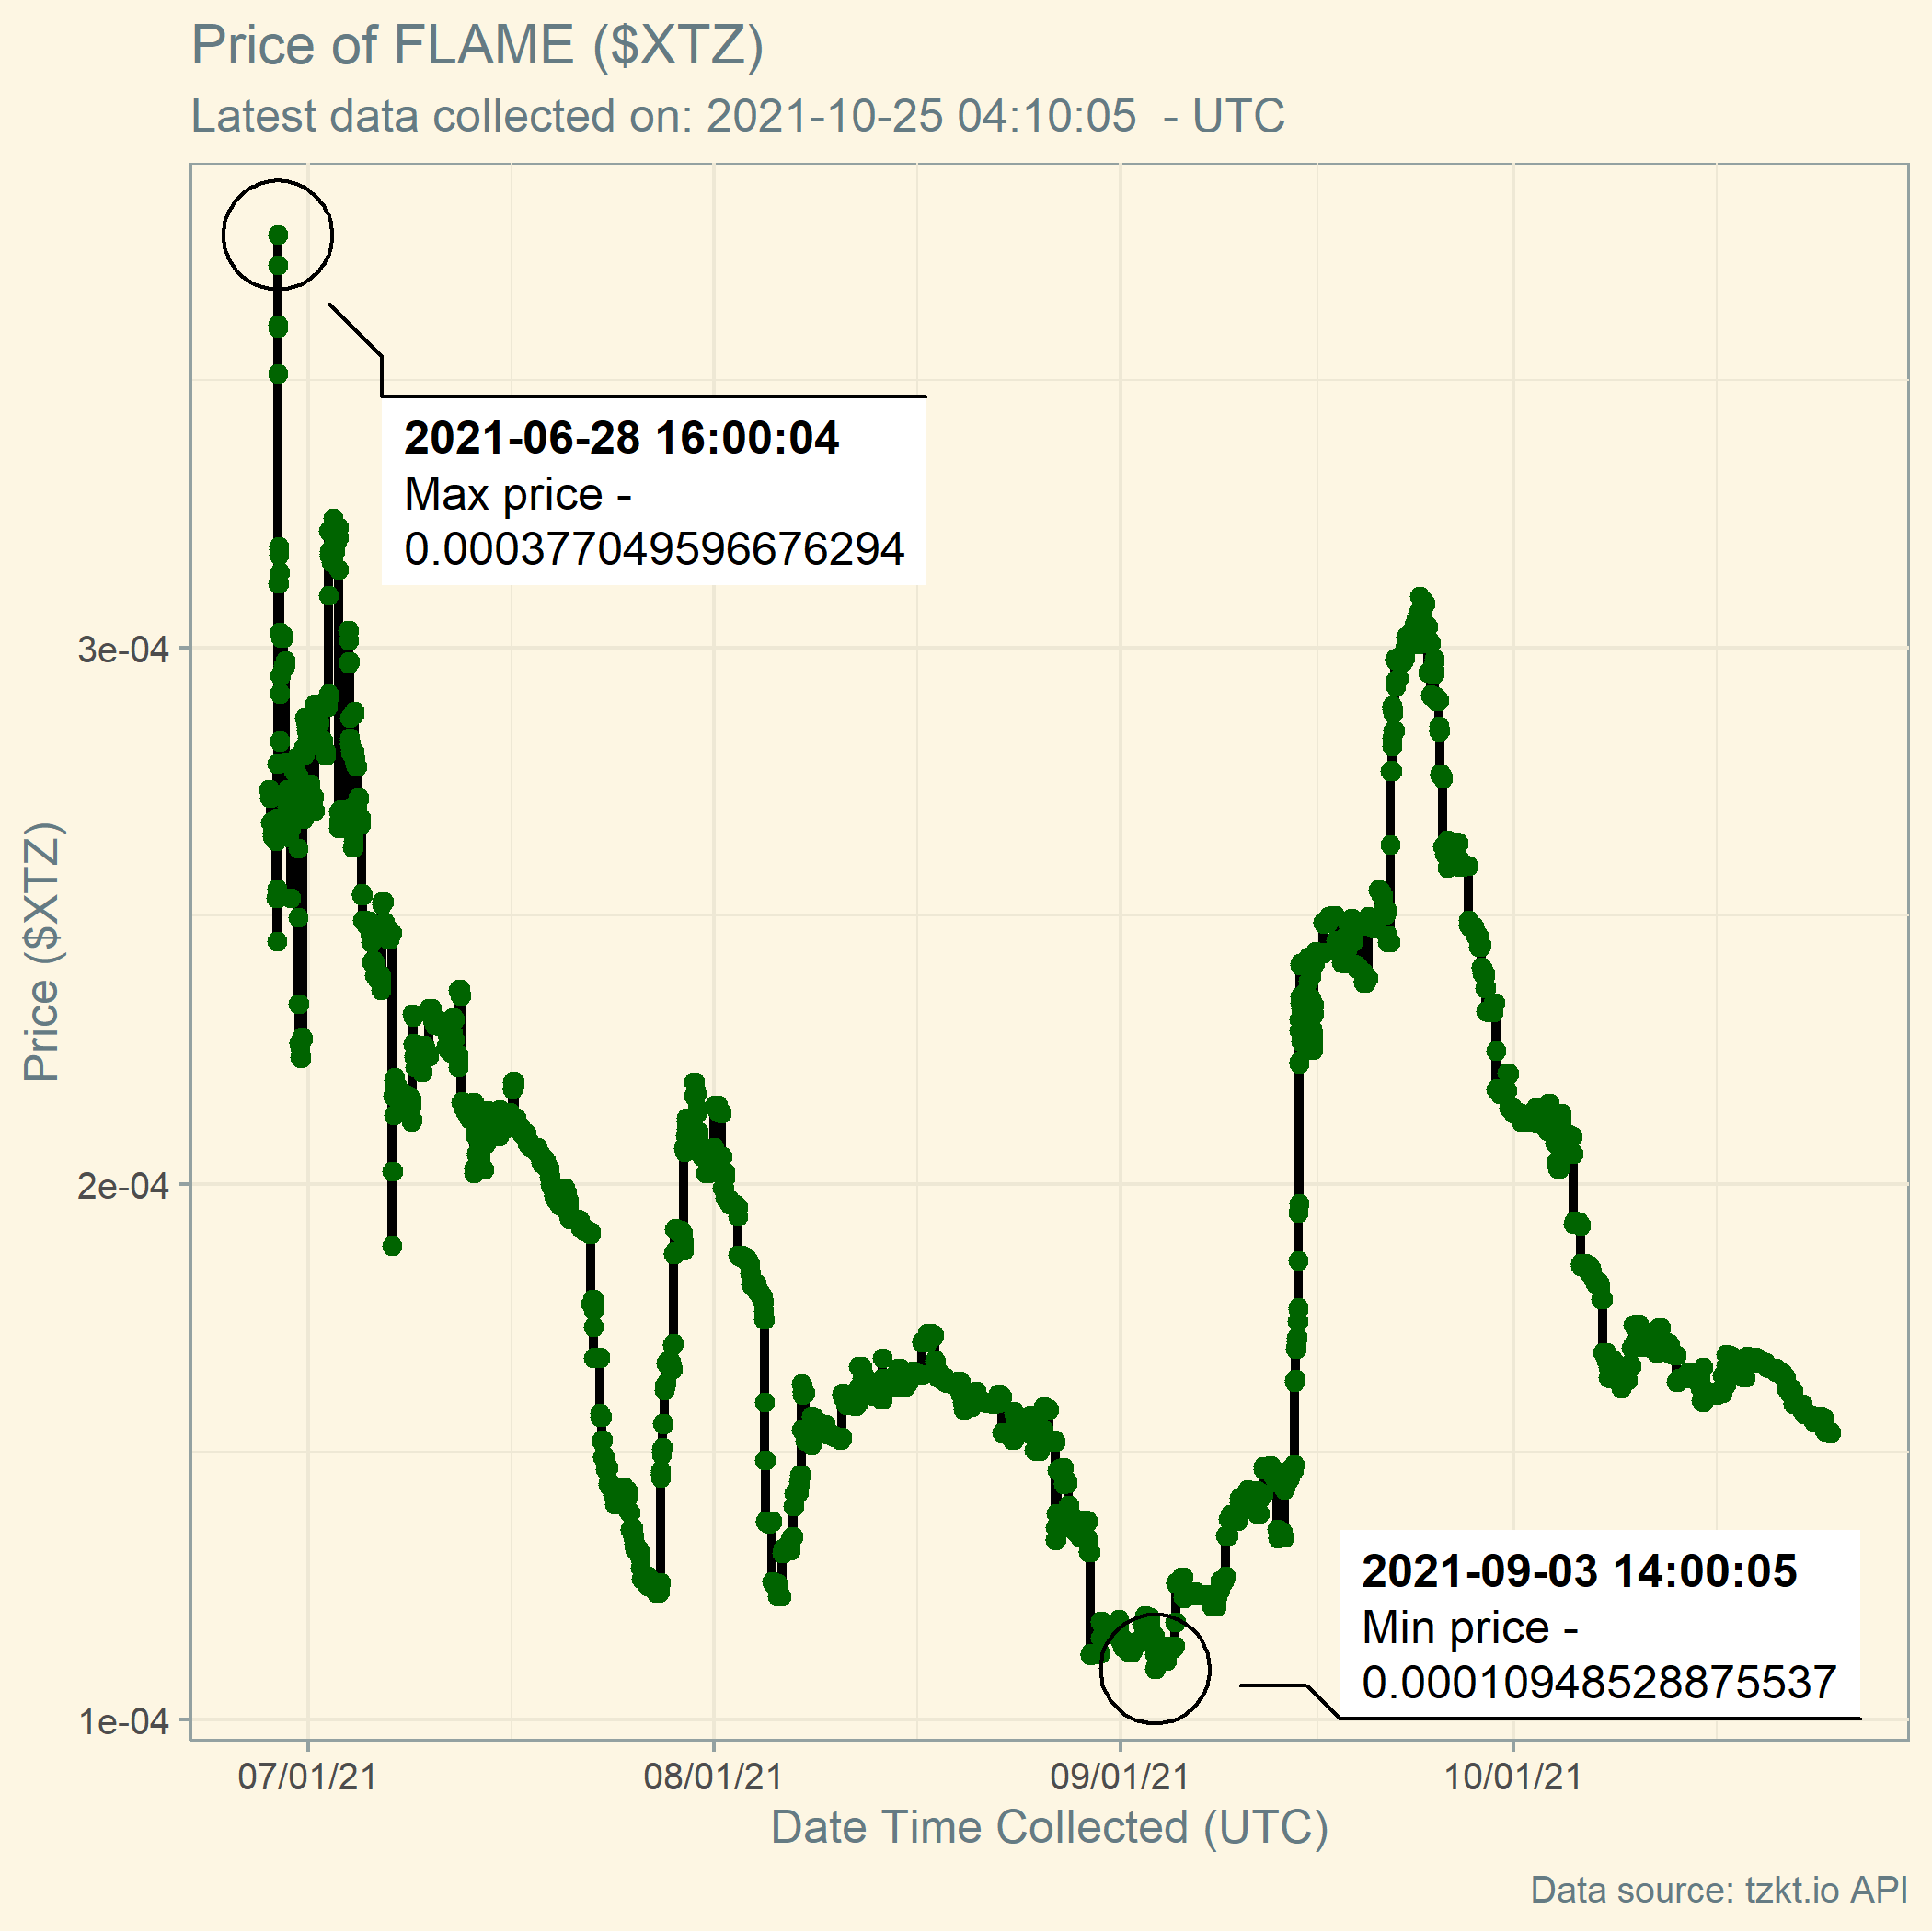 Price of FLAME ($XTZ)
Latest data collected on: 2021-10-25 04:10:05  - UTC
2021-06-28 16:00:04
Max price -
0.000377049596676294
3e-04
2e-04
1e-04
Price ($XTZ)
2021-09-03 14:00:05
Min price -
0.000109485288755537
07/01/21
08/01/21
09/01/21
10/01/21
Date Time Collected (UTC)
Data source: tzkt.io API